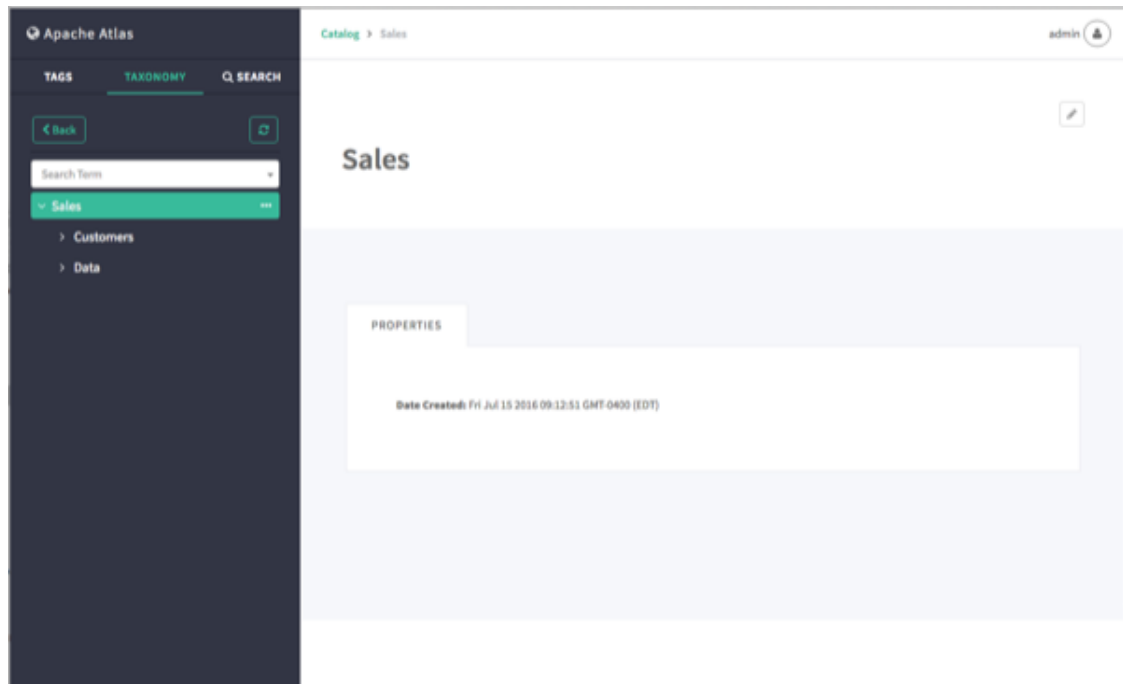 Apache Atlas
Catalog > Sales
admin
TAGS TAXONOMY SEARCH
Back
Search Term
Sales
Customers
Data
Sales
PROPERTIES
Date Created: Fri Jul 15 2016 09:12:51 GMT-0400 (EDT)